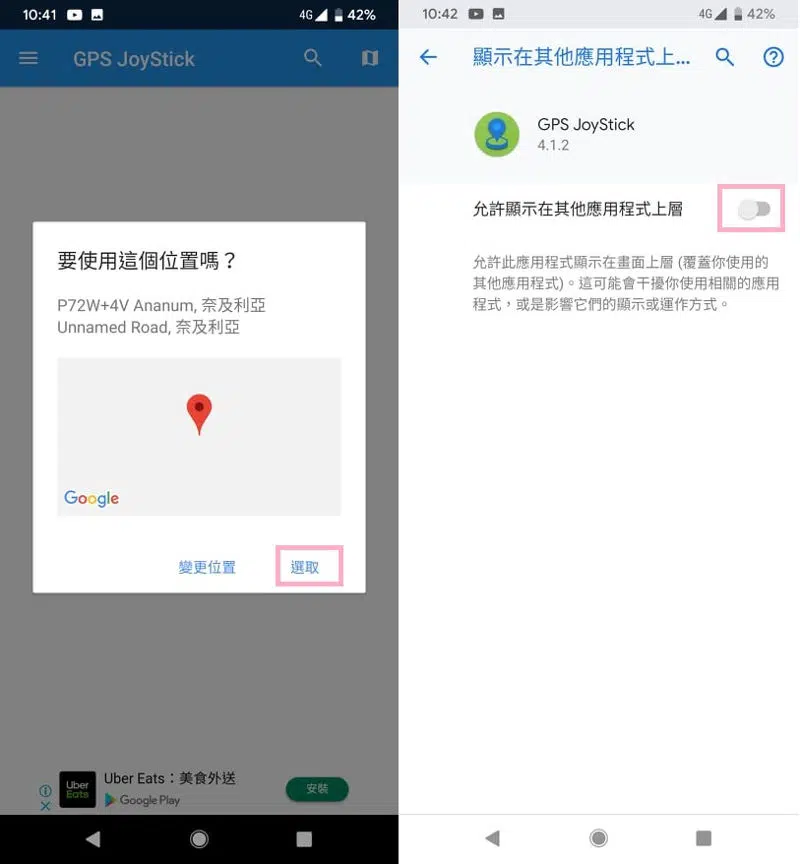 10:41
4G
42%
GPS JoyStick
要使用這個位置嗎？
P72W+4V Ananum, 奈及利亞
Unnamed Road, 奈及利亞
Google
變更位置
選取
Uber Eats
Uber Eats：美食外送
Google Play
安裝
10:42
4G
42%
顯示在其他應用程式上...
GPS JoyStick
4.1.2
允許顯示在其他應用程式上層
允許此應用程式顯示在畫面上層 (覆蓋你使用的
其他應用程式)。這可能會干擾你使用相關的應用
程式，或是影響它們的顯示或運作方式。